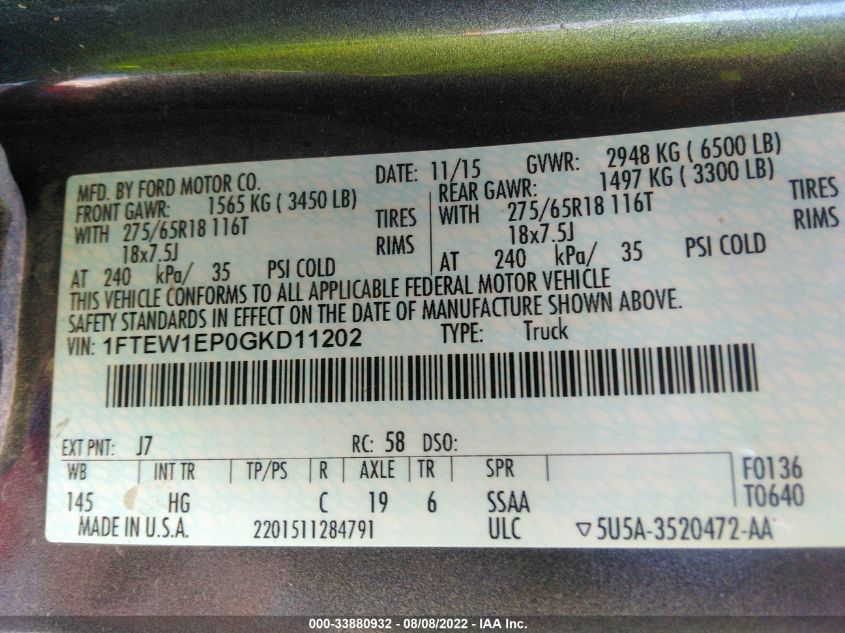 MFD. BY FORD MOTOR CO.
DATE: 11/15 GVWR: 2948 KG ( 6500 LB)
FRONT GAWR: 1565 KG ( 3450 LB)
REAR GAWR: 1497 KG ( 3300 LB)
WITH 275/65R18 116T TIRES
WITH 275/65R18 116T TIRES
18x7.5J RIMS
18x7.5J RIMS
AT 240 kPa/ 35 PSI COLD
AT 240 kPa/ 35 PSI COLD
THIS VEHICLE CONFORMS TO ALL APPLICABLE FEDERAL MOTOR VEHICLE
SAFETY STANDARDS IN EFFECT ON THE DATE OF MANUFACTURE SHOWN ABOVE.
VIN: 1FTEW1EP0GKD11202 TYPE: Truck
EXT PNT: J7 RC: 58 DSO:
WB INT TR TP/PS R AXLE TR SPR F0136
145 HG C 19 6 SSAA T0640
MADE IN U.S.A. 2201511284791 ULC ▽5U5A-3520472-AA
000-33880932 - 08/08/2022 - IAA Inc.